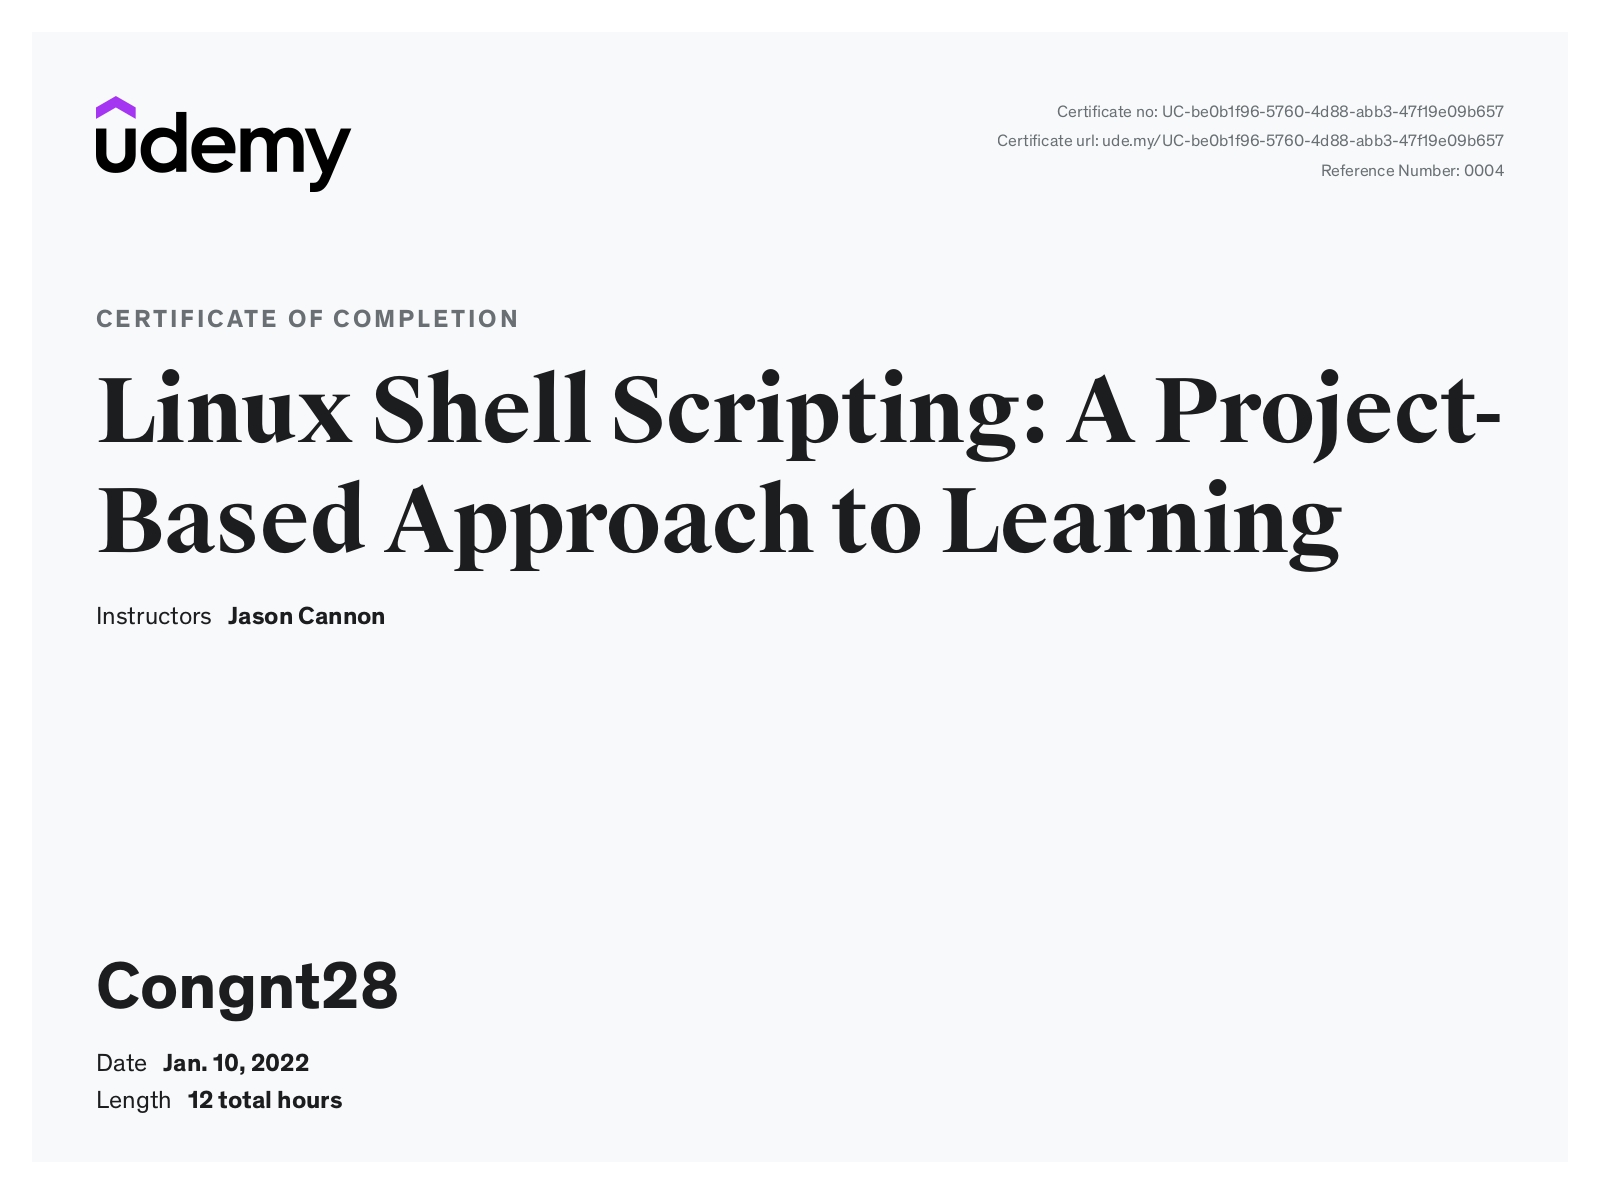 udemy
Certificate no: UC-be0b1f96-5760-4d88-abb3-47f19e09b657
Certificate url: ude.my/UC-be0b1f96-5760-4d88-abb3-47f19e09b657
Reference Number: 0004
CERTIFICATE OF COMPLETION
Linux Shell Scripting: A Project-
Based Approach to Learning
Instructors Jason Cannon
Congnt28
Date Jan. 10, 2022
Length 12 total hours